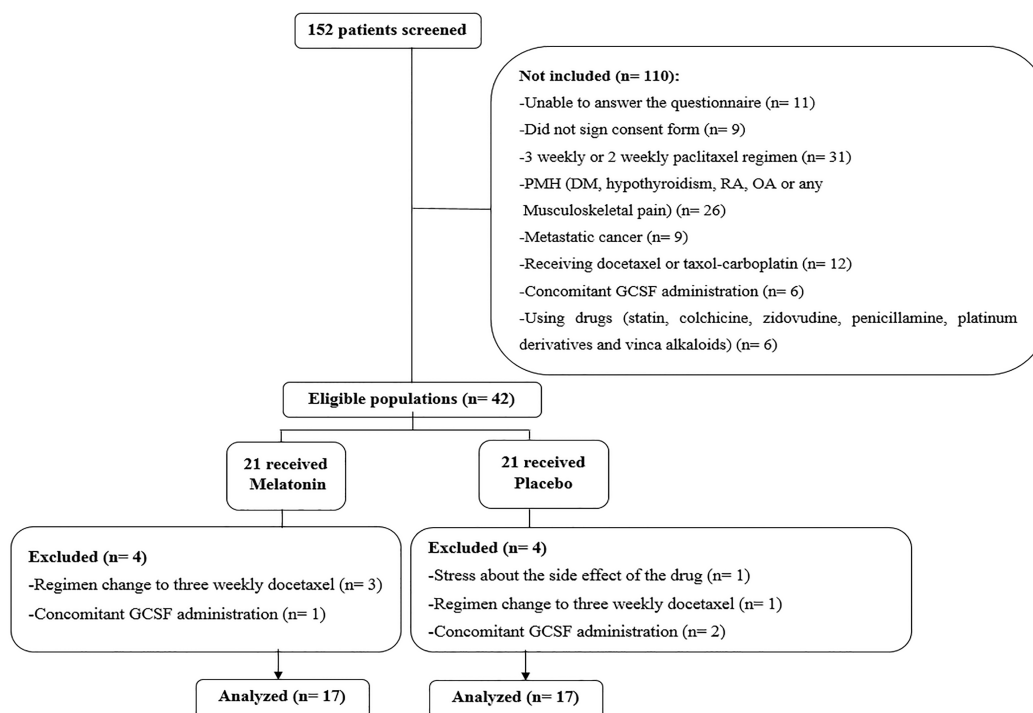 152 patients screened
Not included (n= 110):
-Unable to answer the questionnaire (n= 11)
-Did not sign consent form (n= 9)
-3 weekly or 2 weekly paclitaxel regimen (n= 31)
-PMH (DM, hypothyroidism, RA, OA or any
Musculoskeletal pain) (n= 26)
-Metastatic cancer (n= 9)
-Receiving docetaxel or taxol-carboplatin (n= 12)
-Concomitant GCSF administration (n= 6)
-Using drugs (statin, colchicine, zidovudine, penicillamine, platinum
derivatives and vinca alkaloids) (n= 6)
Eligible populations (n= 42)
21 received
Melatonin
21 received
Placebo
Excluded (n= 4)
-Regimen change to three weekly docetaxel (n= 3)
-Concomitant GCSF administration (n= 1)
Excluded (n= 4)
-Stress about the side effect of the drug (n= 1)
-Regimen change to three weekly docetaxel (n= 1)
-Concomitant GCSF administration (n= 2)
Analyzed (n= 17)
Analyzed (n= 17)